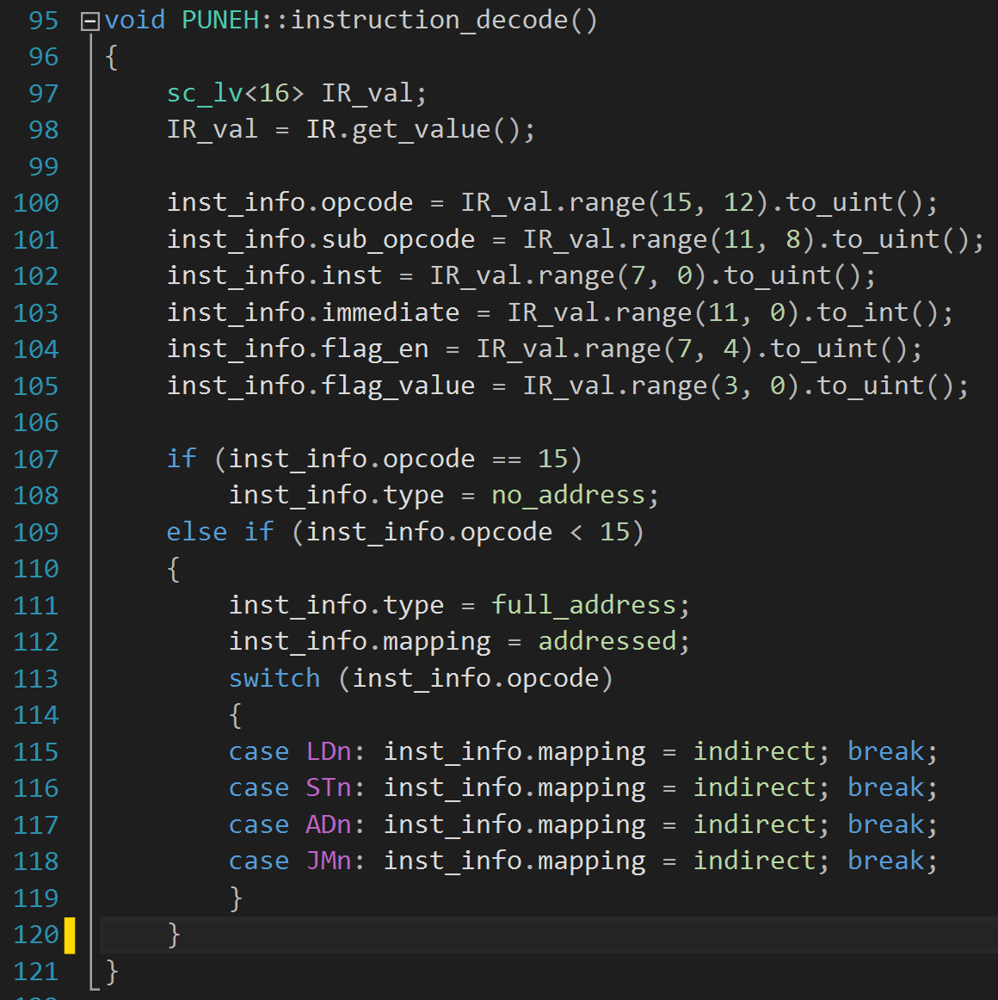 95 void PUNEH::instruction_decode()
96 {
97 sc_lv<16> IR_val;
98 IR_val = IR.get_value();
99
100 inst_info.opcode = IR_val.range(15, 12).to_uint();
101 inst_info.sub_opcode = IR_val.range(11, 8).to_uint();
102 inst_info.inst = IR_val.range(7, 0).to_uint();
103 inst_info.immediate = IR_val.range(11, 0).to_int();
104 inst_info.flag_en = IR_val.range(7, 4).to_uint();
105 inst_info.flag_value = IR_val.range(3, 0).to_uint();
106
107 if (inst_info.opcode == 15)
108 inst_info.type = no_address;
109 else if (inst_info.opcode < 15)
110 {
111 inst_info.type = full_address;
112 inst_info.mapping = addressed;
113 switch (inst_info.opcode)
114 {
115 case LDn: inst_info.mapping = indirect; break;
116 case STn: inst_info.mapping = indirect; break;
117 case ADn: inst_info.mapping = indirect; break;
118 case JMn: inst_info.mapping = indirect; break;
119 }
120 }
121 }